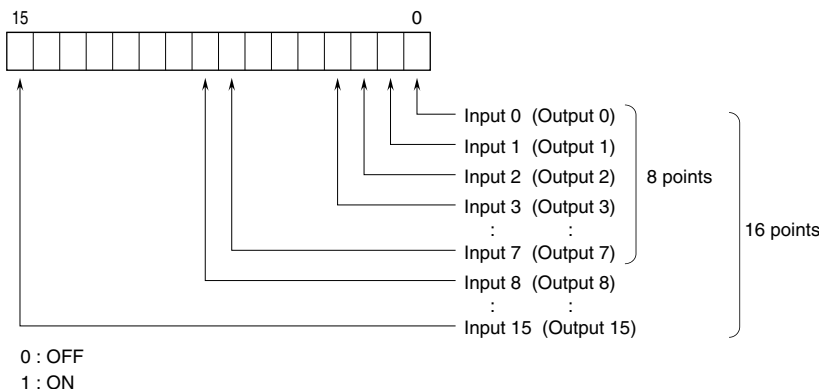 15 0
Input 0 (Output 0)
Input 1 (Output 1)
Input 2 (Output 2)
8 points
Input 3 (Output 3)
: :
16 points
Input 7 (Output 7)
Input 8 (Output 8)
: :
Input 15 (Output 15)
0 : OFF
1 : ON